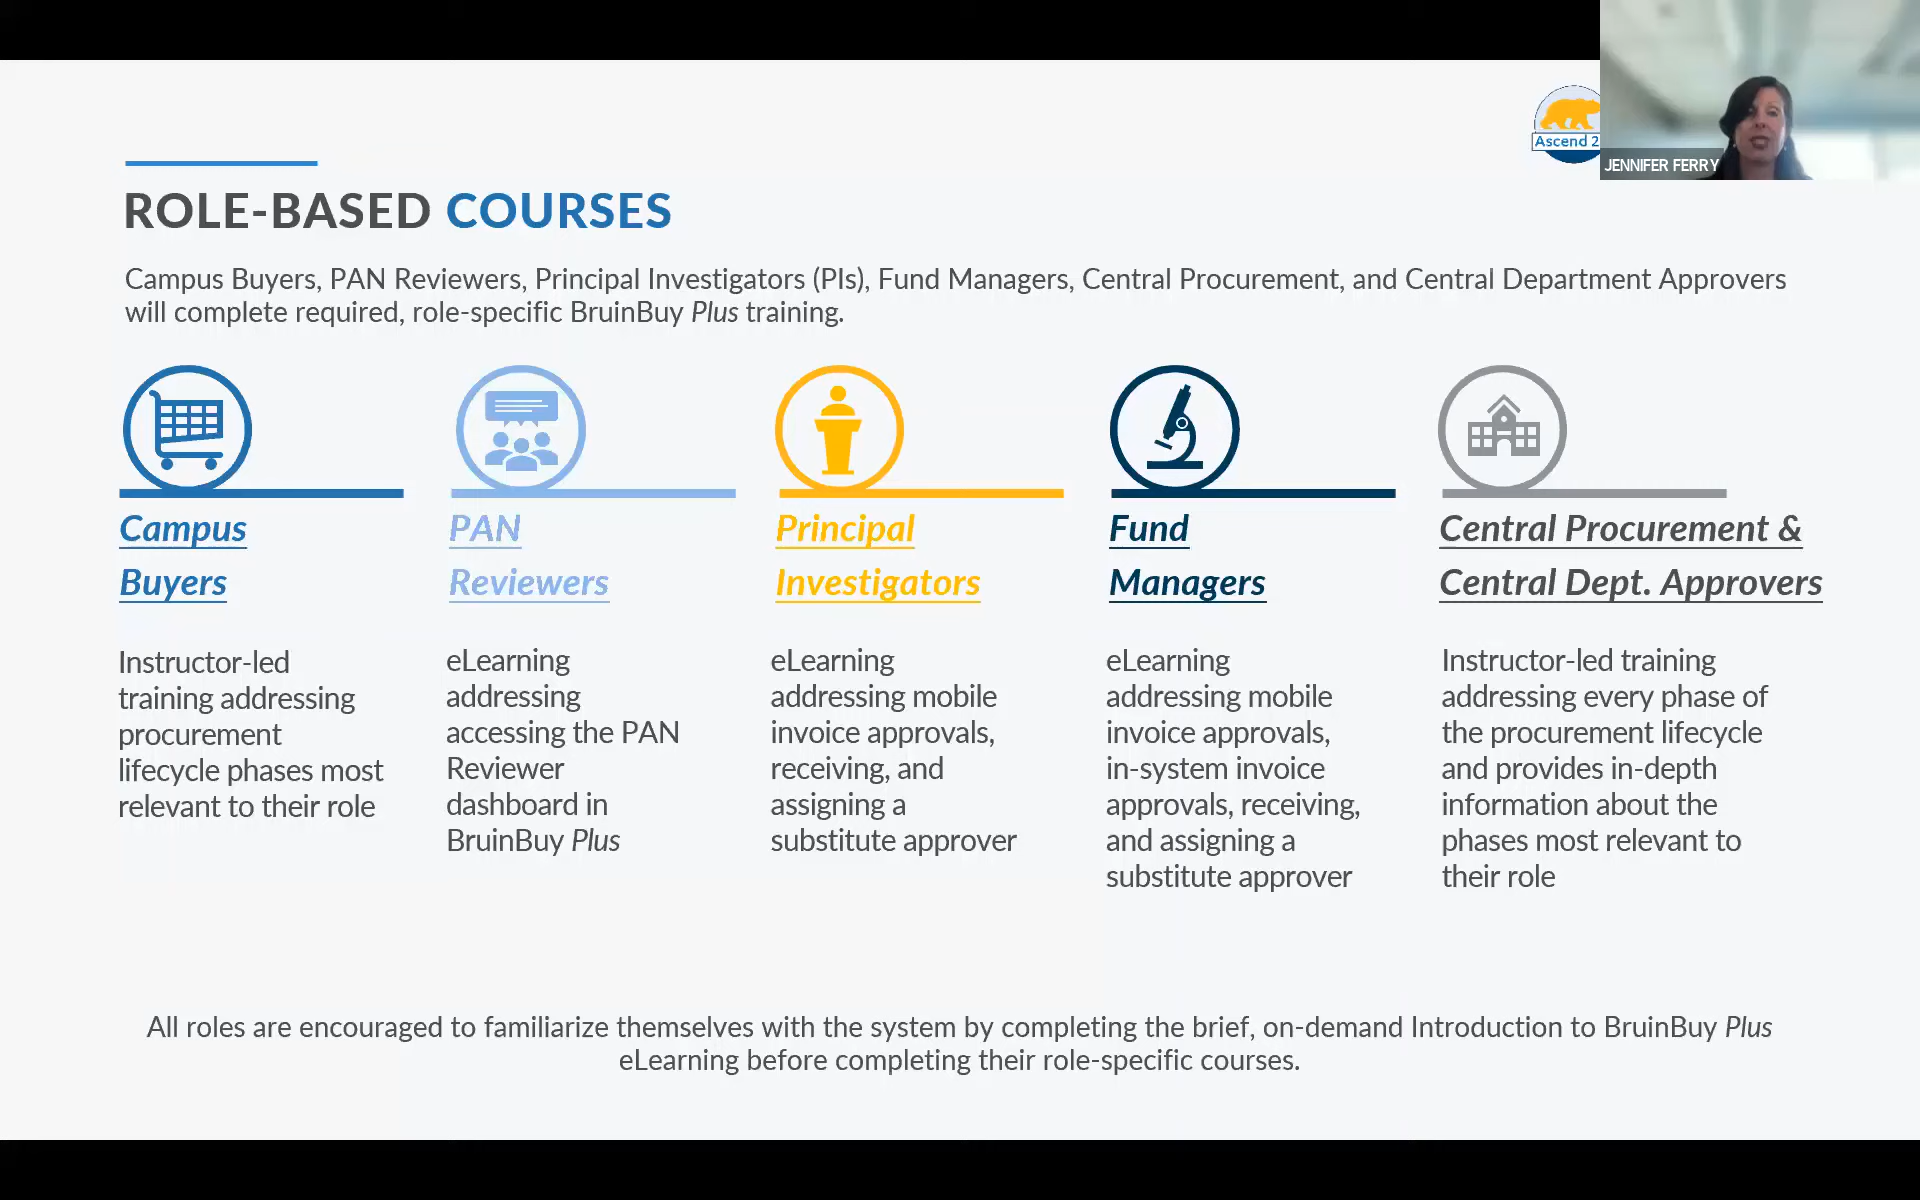 Ascend 2
JENNIFER FERRY
ROLE-BASED COURSES
Campus Buyers, PAN Reviewers, Principal Investigators (PIs), Fund Managers, Central Procurement, and Central Department Approvers
will complete required, role-specific BruinBuy Plus training.
Campus
Buyers
Instructor-led
training addressing
procurement
lifecycle phases most
relevant to their role
PAN
Reviewers
eLearning
addressing
accessing the PAN
Reviewer
dashboard in
BruinBuy Plus
Principal
Investigators
eLearning
addressing mobile
invoice approvals,
receiving, and
assigning a
substitute approver
Fund
Managers
eLearning
addressing mobile
invoice approvals,
in-system invoice
approvals, receiving,
and assigning a
substitute approver
Central Procurement &
Central Dept. Approvers
Instructor-led training
addressing every phase of
the procurement lifecycle
and provides in-depth
information about the
phases most relevant to
their role
All roles are encouraged to familiarize themselves with the system by completing the brief, on-demand Introduction to BruinBuy Plus
eLearning before completing their role-specific courses.